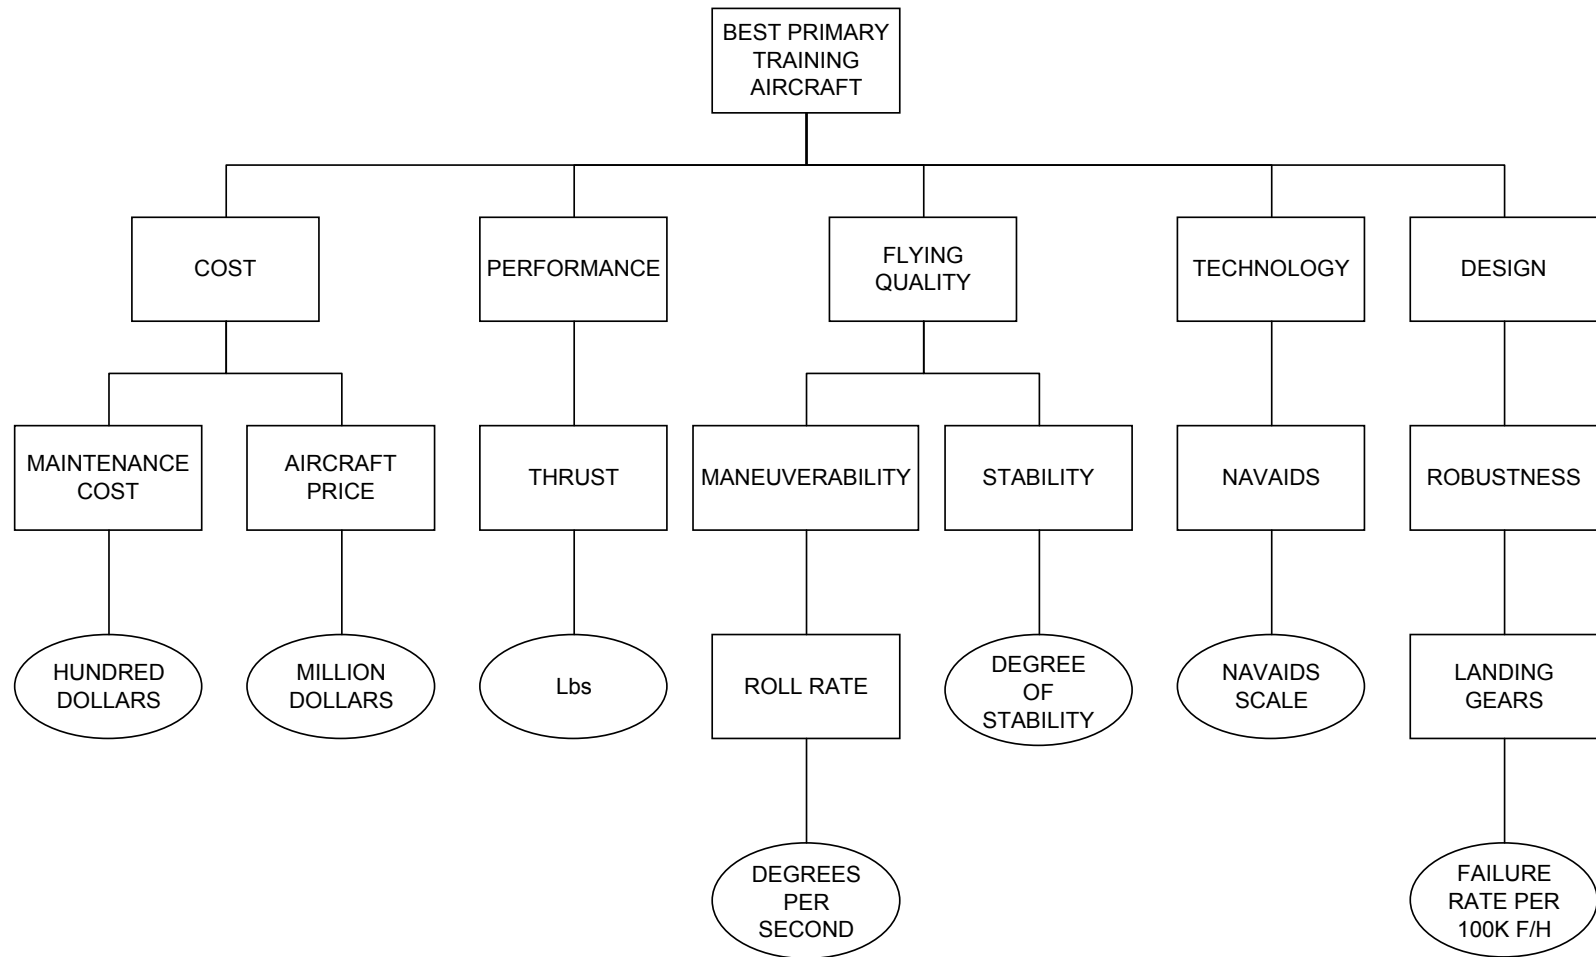 BEST PRIMARY
TRAINING
AIRCRAFT
COST
PERFORMANCE
FLYING
QUALITY
TECHNOLOGY
DESIGN
MAINTENANCE
COST
AIRCRAFT
PRICE
THRUST
MANEUVERABILITY
STABILITY
NAVAIDS
ROBUSTNESS
HUNDRED
DOLLARS
MILLION
DOLLARS
Lbs
ROLL RATE
DEGREE
OF
STABILITY
NAVAIDS
SCALE
LANDING
GEARS
DEGREES
PER
SECOND
FAILURE
RATE PER
100K F/H